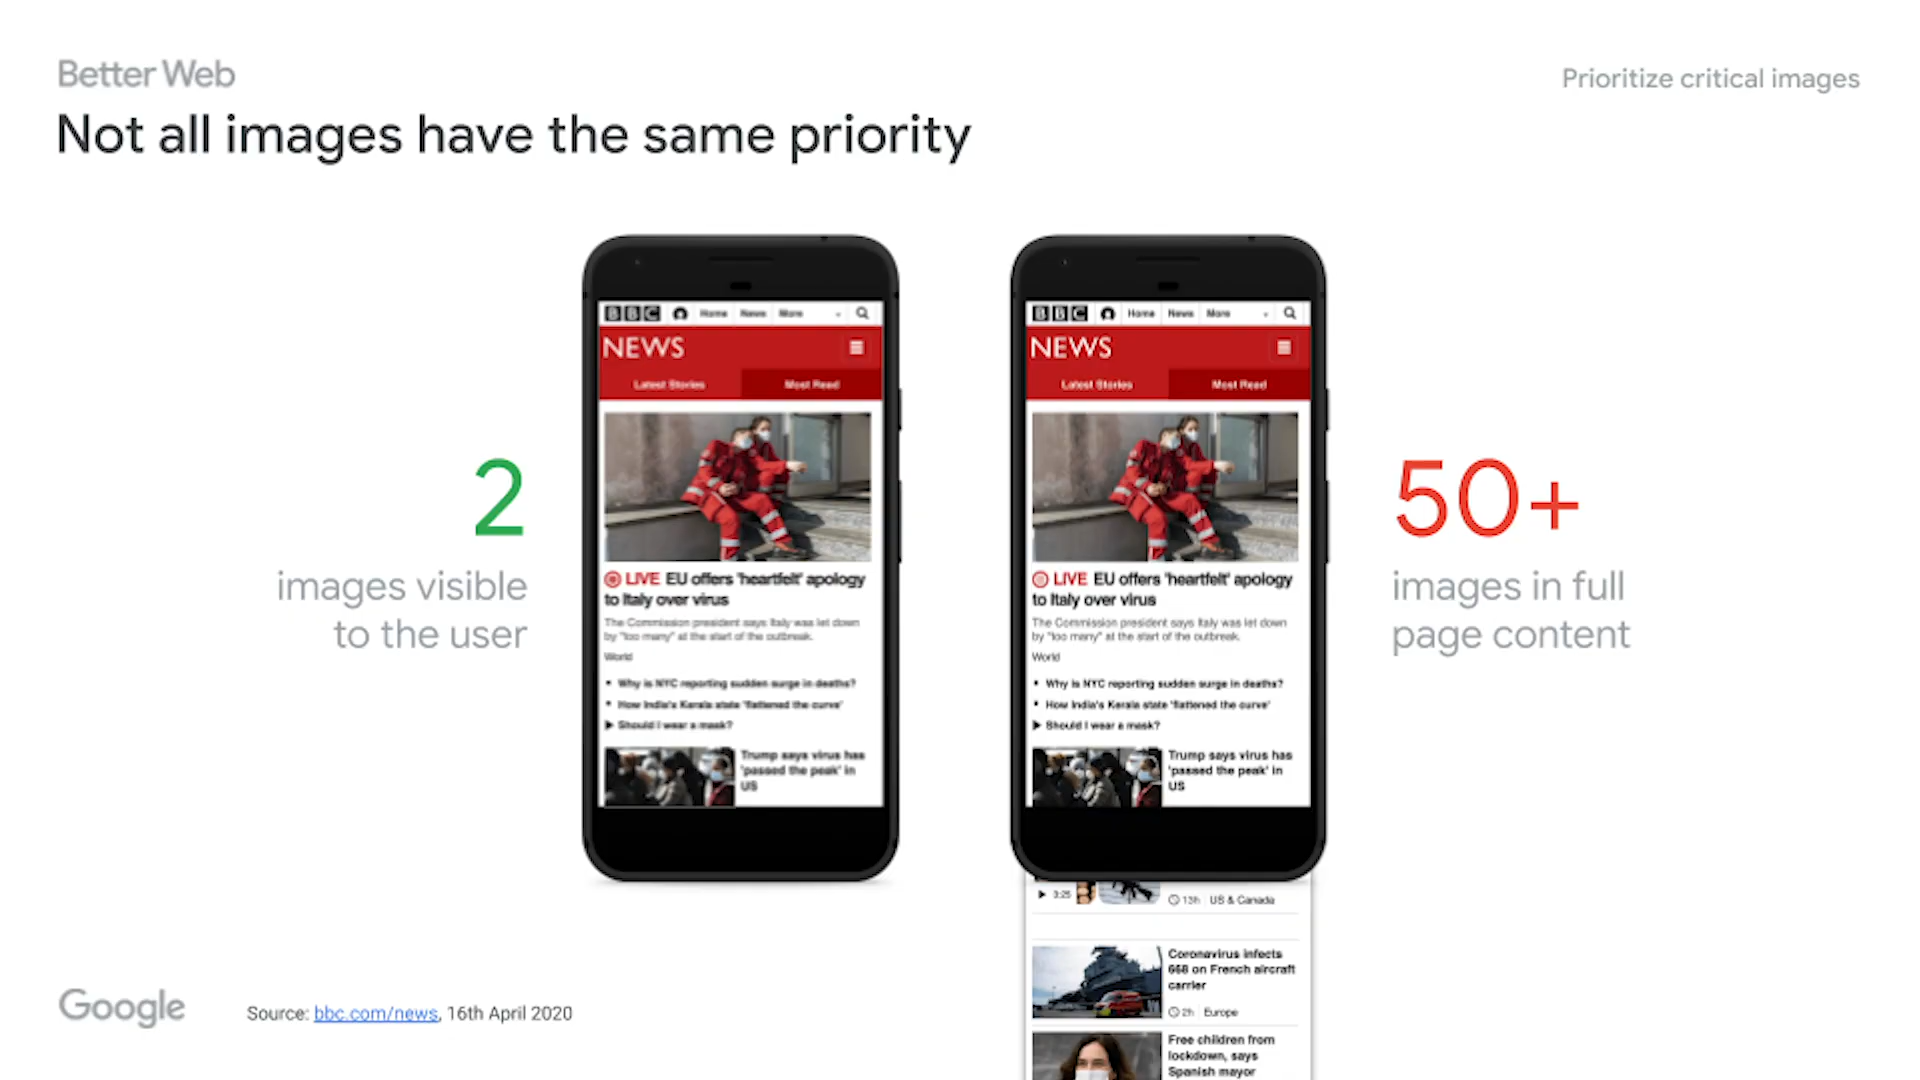 Better Web
Prioritize critical images
Not all images have the same priority
2
images visible
to the user
BBC Home News More
NEWS
Latest Stories Most Read
LIVE EU offers 'heartfelt' apology
to Italy over virus
The Commission president says Italy was let down
by "too many" at the start of the outbreak.
World
Why is NYC reporting sudden surge in deaths?
How India's Kerala state 'flattened the curve'
Should I wear a mask?
Trump says virus has
'passed the peak' in
US
BBC Home News More
NEWS
Latest Stories Most Read
LIVE EU offers 'heartfelt' apology
to Italy over virus
The Commission president says Italy was let down
by "too many" at the start of the outbreak.
World
Why is NYC reporting sudden surge in deaths?
How India's Kerala state 'flattened the curve'
Should I wear a mask?
Trump says virus has
'passed the peak' in
US
3:25
13h US & Canada
Coronavirus infects
668 on French aircraft
carrier
2h Europe
Free children from
lockdown, says
Spanish mayor
50+
images in full
page content
Google
Source: bbc.com/news, 16th April 2020